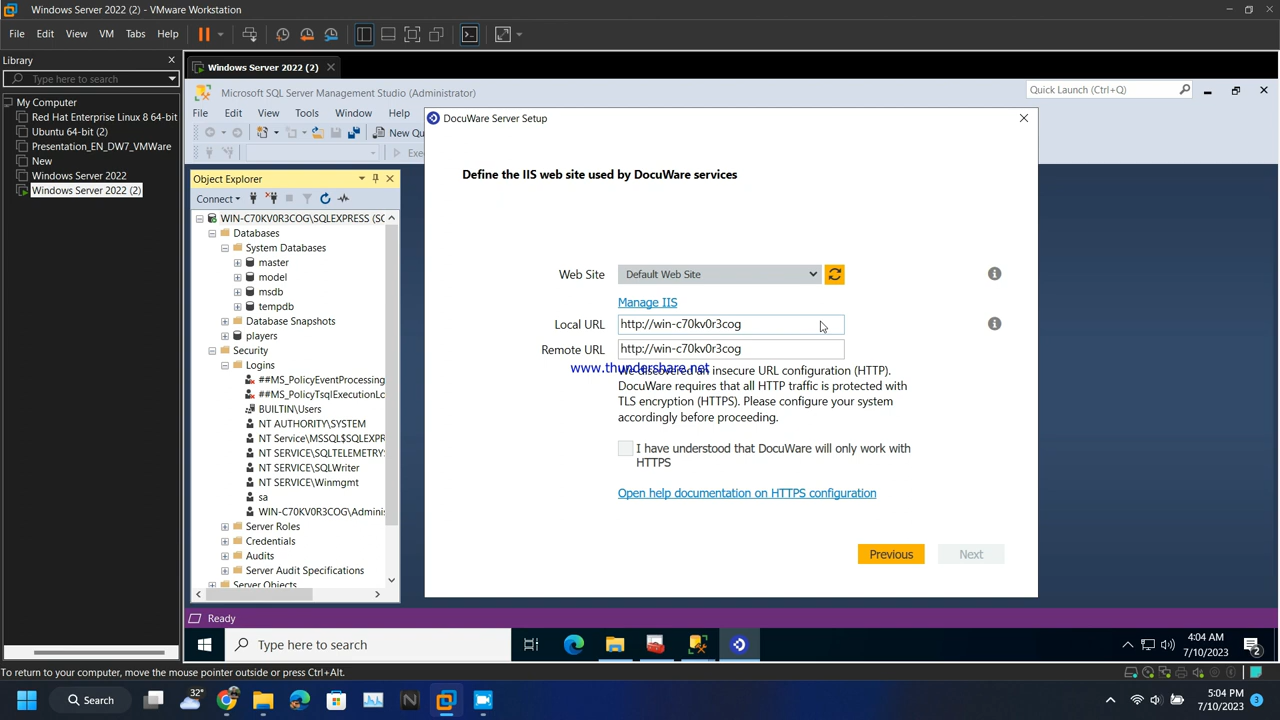 Windows Server 2022 (2) - VMware Workstation
File Edit View VM Tabs Help
Library
Type here to search
My Computer
Red Hat Enterprise Linux 8 64-bit
Ubuntu 64-bit (2)
Presentation_EN_DW7_VMWare
New
Windows Server 2022
Windows Server 2022 (2)
Windows Server 2022 (2)
Microsoft SQL Server Management Studio (Administrator)
Quick Launch (Ctrl+Q)
File Edit View Tools Window Help
New Qu
Exe
Object Explorer
Connect
WIN-C70KV0R3COG\SQLEXPRESS (SQ
Databases
System Databases
master
model
msdb
tempdb
Database Snapshots
players
Security
Logins
##MS_PolicyEventProcessing
##MS_PolicyTsqlExecutionLo
BUILTIN\Users
NT AUTHORITY\SYSTEM
NT Service\MSSQL$SQLEXPR
NT SERVICE\SQLTELEMETRY
NT SERVICE\SQLWriter
NT SERVICE\Winmgmt
sa
WIN-C70KV0R3COG\Adminis
Server Roles
Credentials
Audits
Server Audit Specifications
Server Objects
DocuWare Server Setup
Define the IIS web site used by DocuWare services
Web Site
Default Web Site
Manage IIS
Local URL
http://win-c70kv0r3cog
Remote URL
http://win-c70kv0r3cog
www.thundershare.net
We discovered an insecure URL configuration (HTTP).
DocuWare requires that all HTTP traffic is protected with
TLS encryption (HTTPS). Please configure your system
accordingly before proceeding.
I have understood that DocuWare will only work with
HTTPS
Open help documentation on HTTPS configuration
Previous
Next
Ready
Type here to search
4:04 AM
7/10/2023
2
To return to your computer, move the mouse pointer outside or press Ctrl+Alt.
Search
32°
5:04 PM
7/10/2023
3